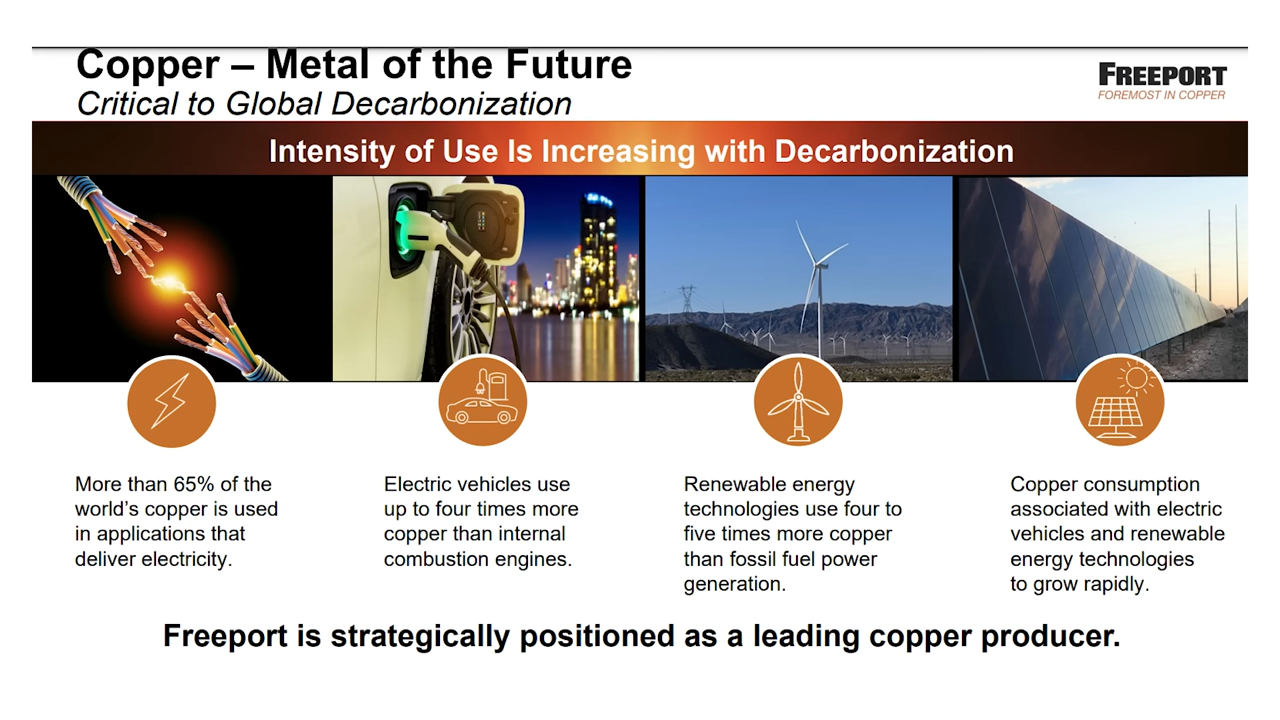 Copper – Metal of the Future
Critical to Global Decarbonization
FREEPORT
FOREMOST IN COPPER
Intensity of Use Is Increasing with Decarbonization
More than 65% of the
world’s copper is used
in applications that
deliver electricity.
Electric vehicles use
up to four times more
copper than internal
combustion engines.
Renewable energy
technologies use four to
five times more copper
than fossil fuel power
generation.
Copper consumption
associated with electric
vehicles and renewable
energy technologies
to grow rapidly.
Freeport is strategically positioned as a leading copper producer.